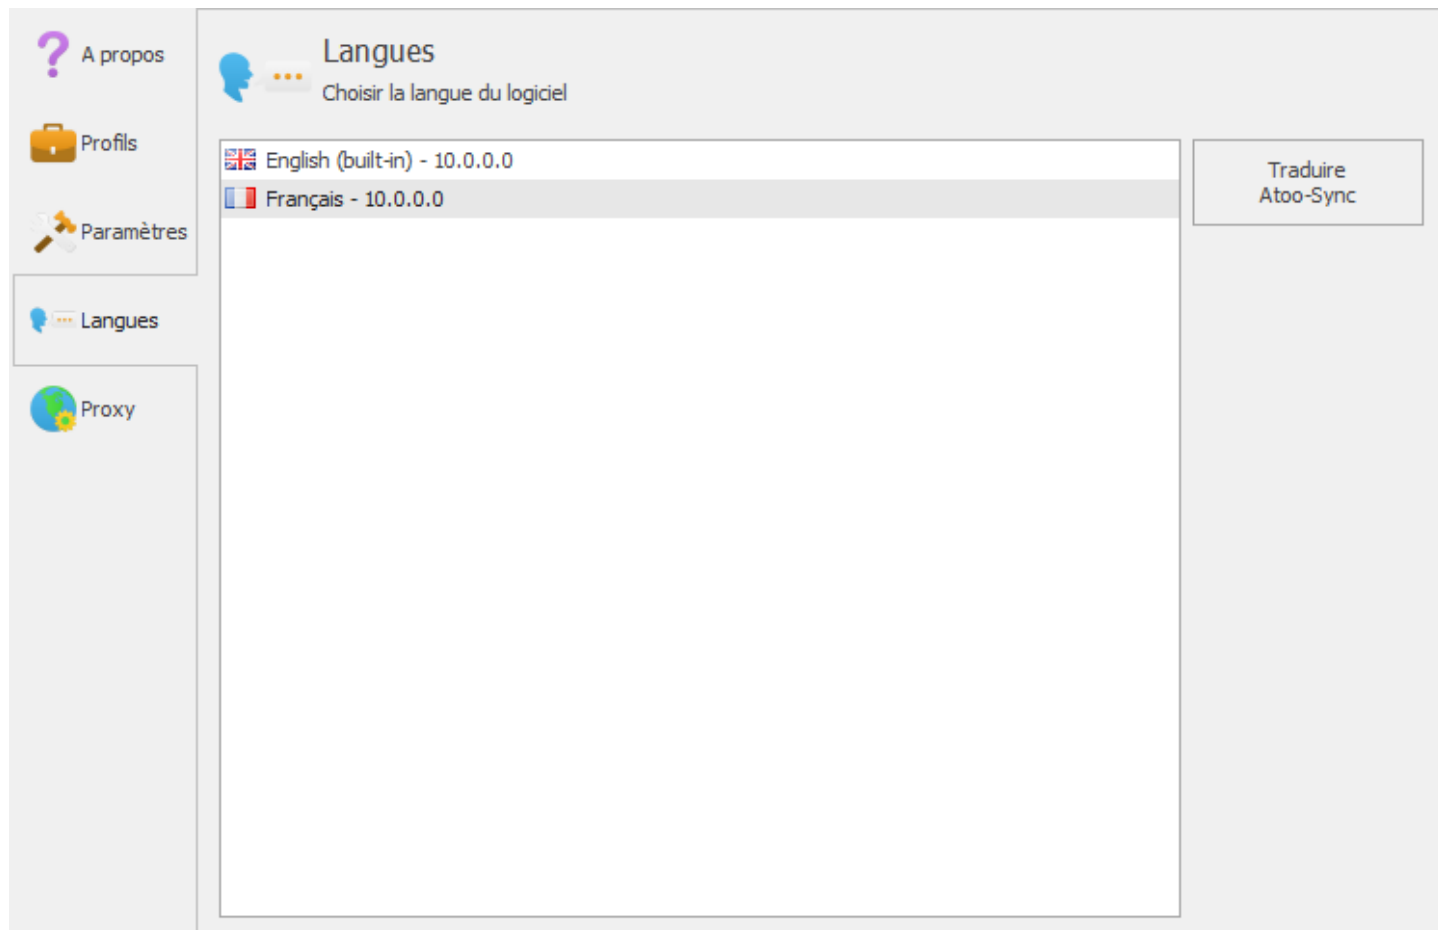 A propos
Profils
Paramètres
Langues
Proxy
Langues
Choisir la langue du logiciel
English (built-in) - 10.0.0.0
Français - 10.0.0.0
Traduire
Atoo-Sync